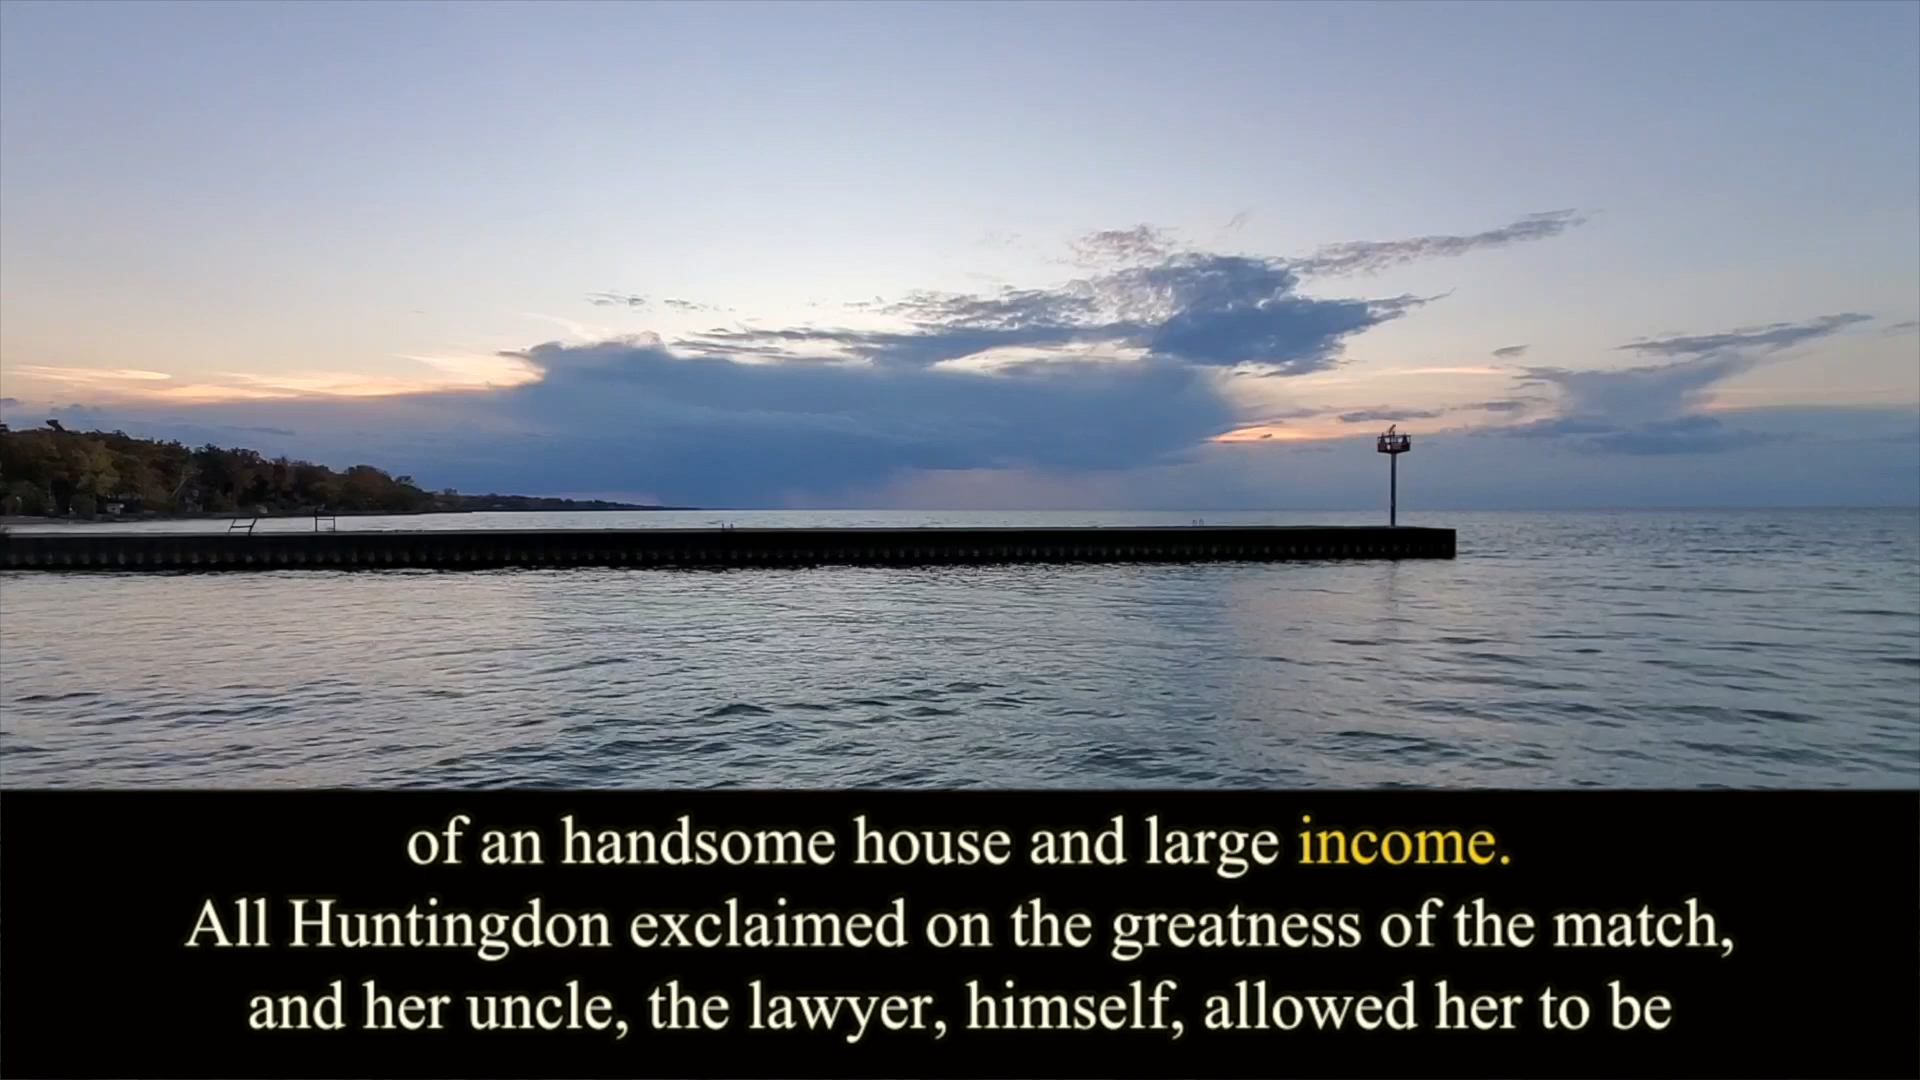 of an handsome house and large income.
All Huntingdon exclaimed on the greatness of the match,
and her uncle, the lawyer, himself, allowed her to be